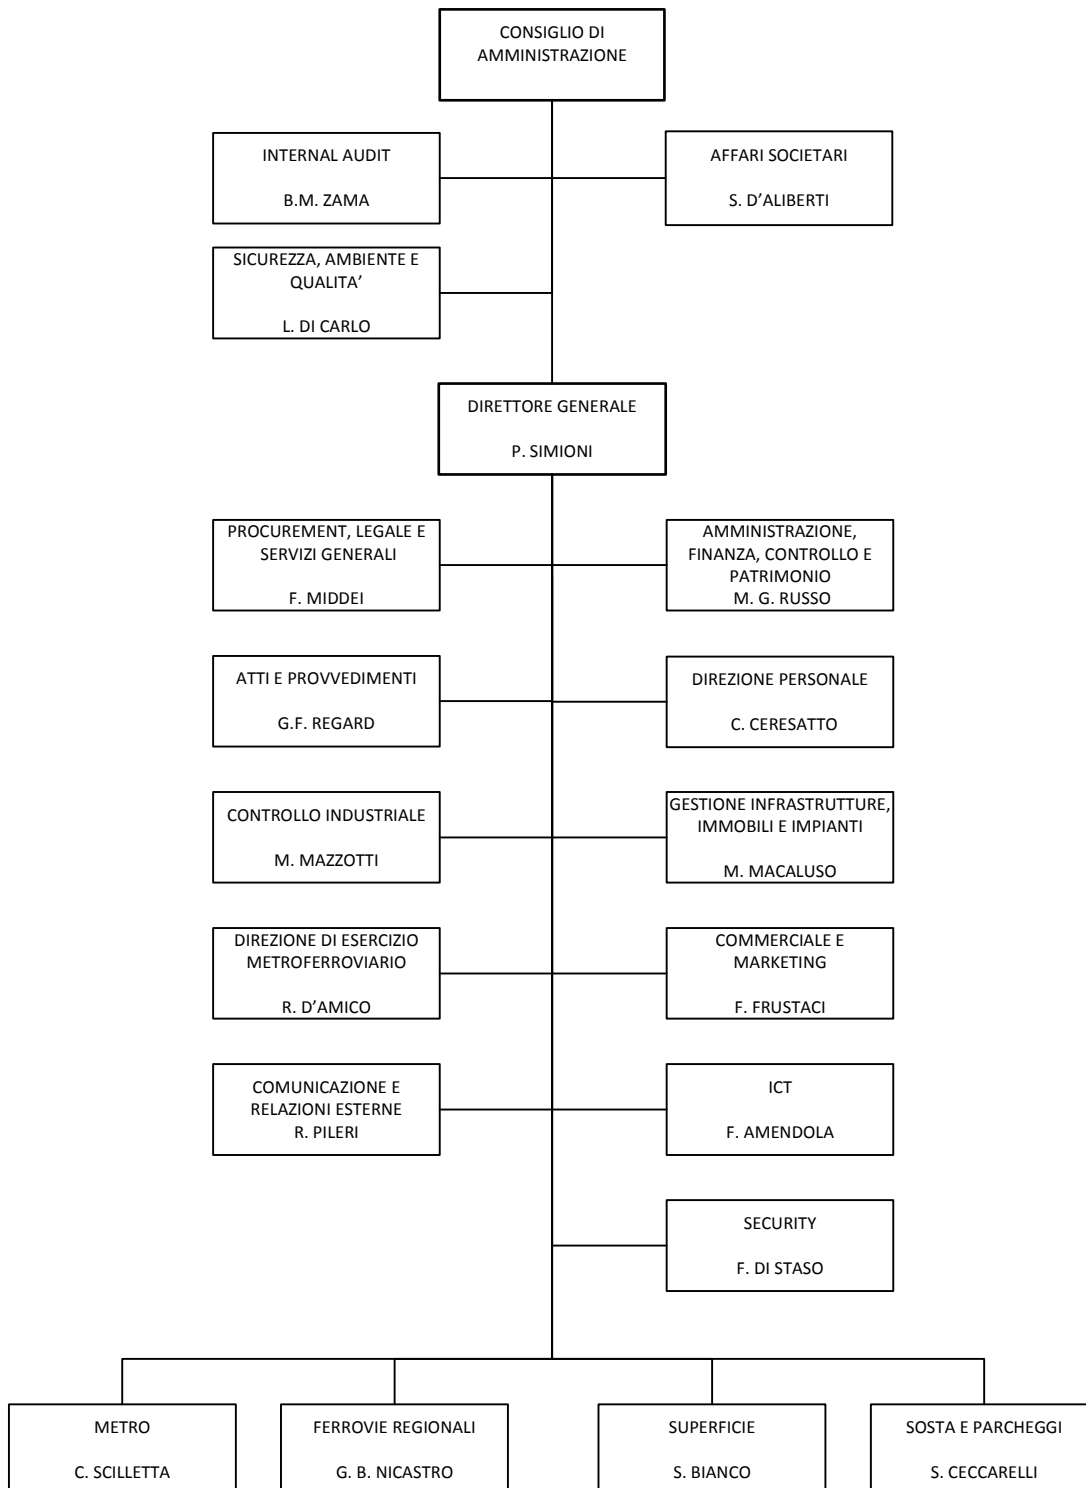 CONSIGLIO DI
AMMINISTRAZIONE
INTERNAL AUDIT
B.M. ZAMA
AFFARI SOCIETARI
S. D’ALIBERTI
SICUREZZA, AMBIENTE E
QUALITA’
L. DI CARLO
DIRETTORE GENERALE
P. SIMIONI
PROCUREMENT, LEGALE E
SERVIZI GENERALI
F. MIDDEI
AMMINISTRAZIONE,
FINANZA, CONTROLLO E
PATRIMONIO
M. G. RUSSO
ATTI E PROVVEDIMENTI
G.F. REGARD
DIREZIONE PERSONALE
C. CERESATTO
CONTROLLO INDUSTRIALE
M. MAZZOTTI
GESTIONE INFRASTRUTTURE,
IMMOBILI E IMPIANTI
M. MACALUSO
DIREZIONE DI ESERCIZIO
METROFERROVIARIO
R. D’AMICO
COMMERCIALE E
MARKETING
F. FRUSTACI
COMUNICAZIONE E
RELAZIONI ESTERNE
R. PILERI
ICT
F. AMENDOLA
SECURITY
F. DI STASO
METRO
C. SCILLETTA
FERROVIE REGIONALI
G. B. NICASTRO
SUPERFICIE
S. BIANCO
SOSTA E PARCHEGGI
S. CECCARELLI